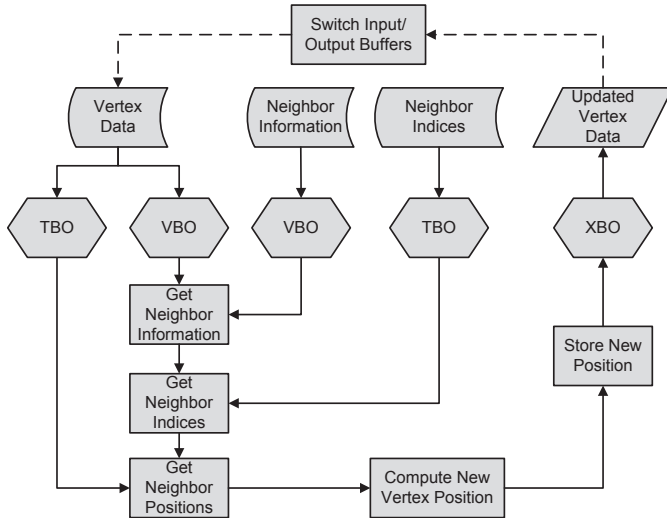 Switch Input/
Output Buffers
Vertex
Data
Neighbor
Information
Neighbor
Indices
Updated
Vertex
Data
TBO
VBO
VBO
TBO
XBO
Get
Neighbor
Information
Store New
Position
Get
Neighbor
Indices
Get
Neighbor
Positions
Compute New
Vertex Position